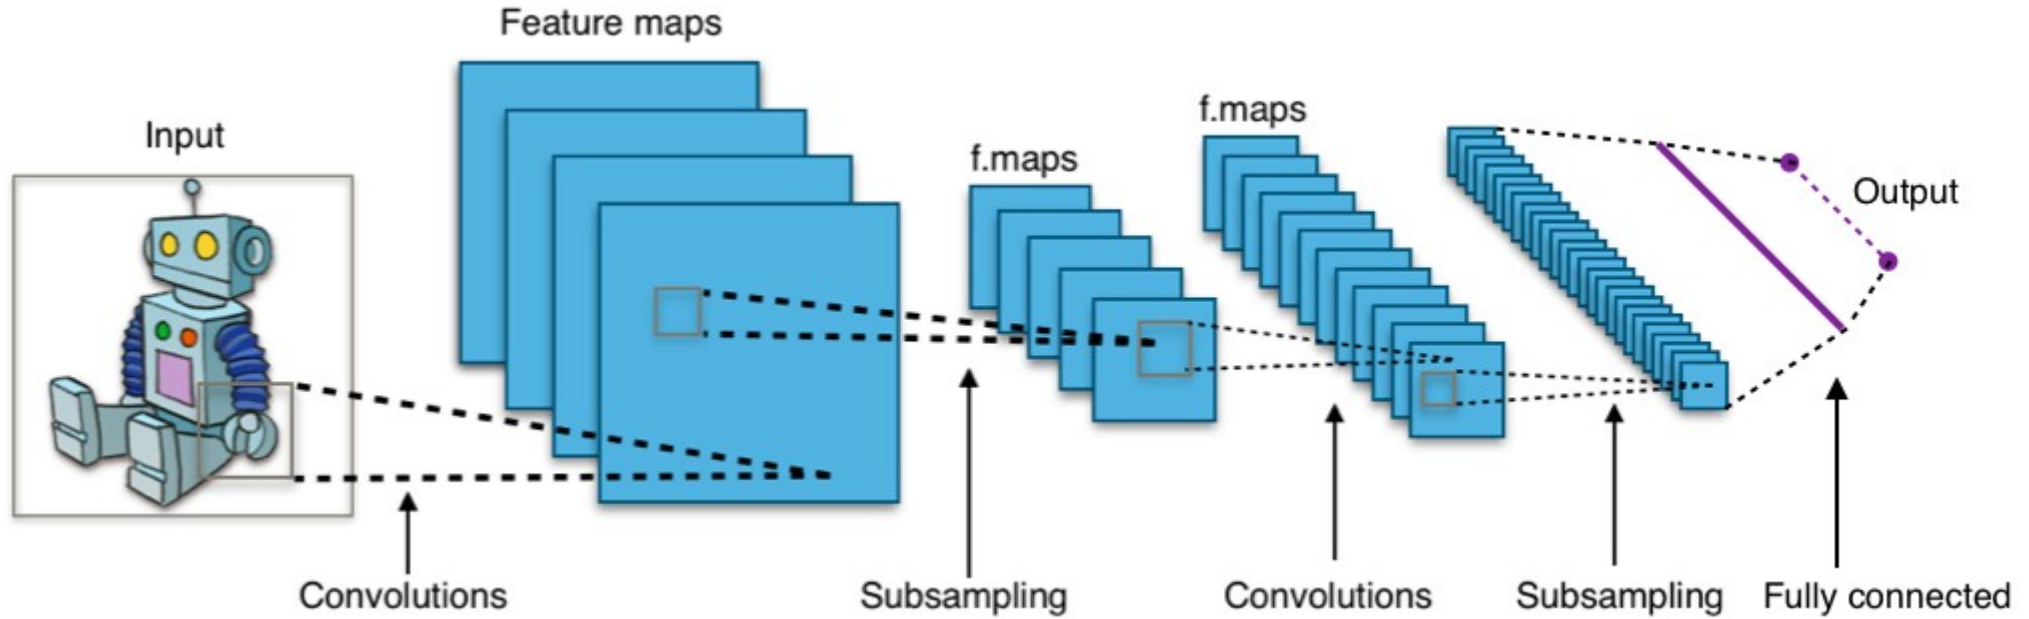 Feature maps
Input
f.maps
f.maps
Output
Convolutions
Subsampling
Convolutions
Subsampling
Fully connected